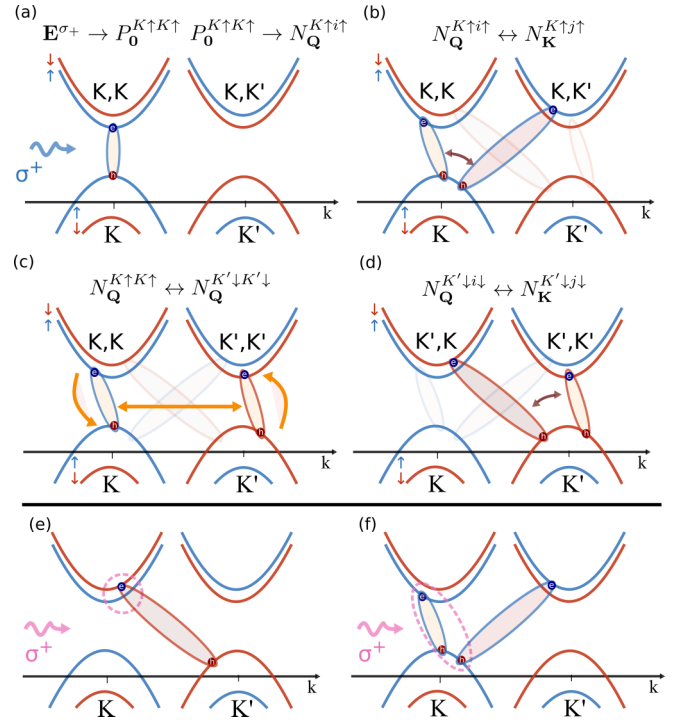 (a)
E^{σ+} → P_0^{K↑K↑} P_0^{K↑K↑} → N_Q^{K↑i↑}
↓
↑
K,K
K,K'
e
h
σ+
↑
↓
K
K'
k
(b)
N_Q^{K↑i↑} ↔ N_K^{K↑j↑}
↓
↑
K,K
K,K'
e
e
h
h
↑
↓
K
K'
k
(c)
N_Q^{K↑K↑} ↔ N_Q^{K'↓K'↓}
↓
↑
K,K
K',K'
e
e
h
h
↑
↓
K
K'
k
(d)
N_Q^{K'↓i↓} ↔ N_K^{K'↓j↓}
↓
↑
K',K
K',K'
e
e
h
h
↑
↓
K
K'
k
(e)
e
h
σ+
K
K'
k
(f)
e
e
h
h
σ+
K
K'
k